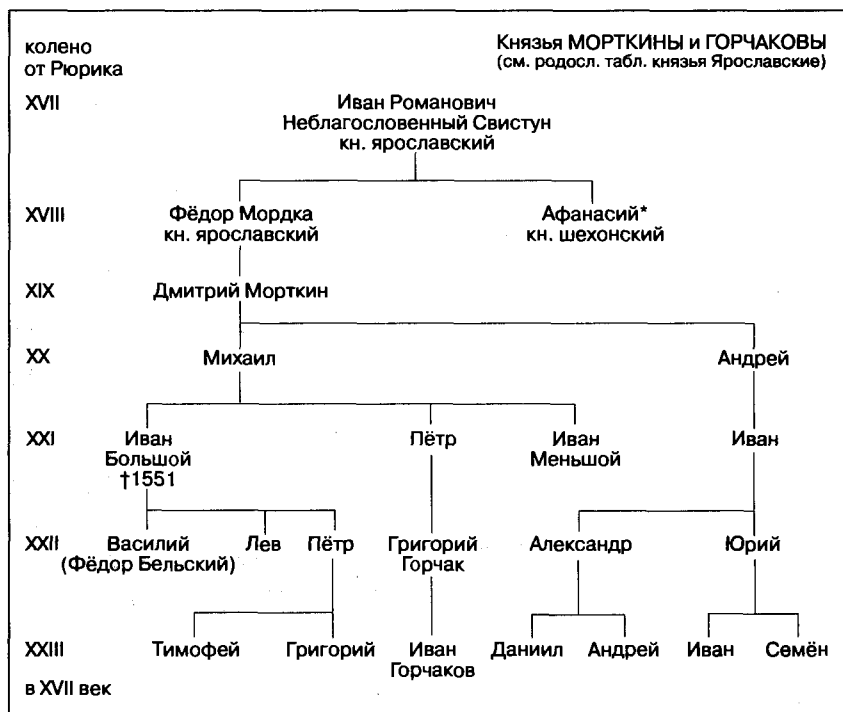 колено
от Рюрика
Князья МОРТКИНЫ и ГОРЧАКОВЫ
(см. родосл. табл. князья Ярославские)
XVII
Иван Романович
Неблагословенный Свистун
кн. ярославский
XVIII
Фёдор Мордка
кн. ярославский
Афанасий*
кн. шехонский
XIX
Дмитрий Морткин
XX
Михаил
Андрей
XXI
Иван
Большой
†1551
Пётр
Иван
Меньшой
Иван
XXII
Василий
(Фёдор Бельский)
Лев
Пётр
Григорий
Горчак
Александр
Юрий
XXIII
Тимофей
Григорий
Иван
Горчаков
Даниил
Андрей
Иван
Семён
в XVII век